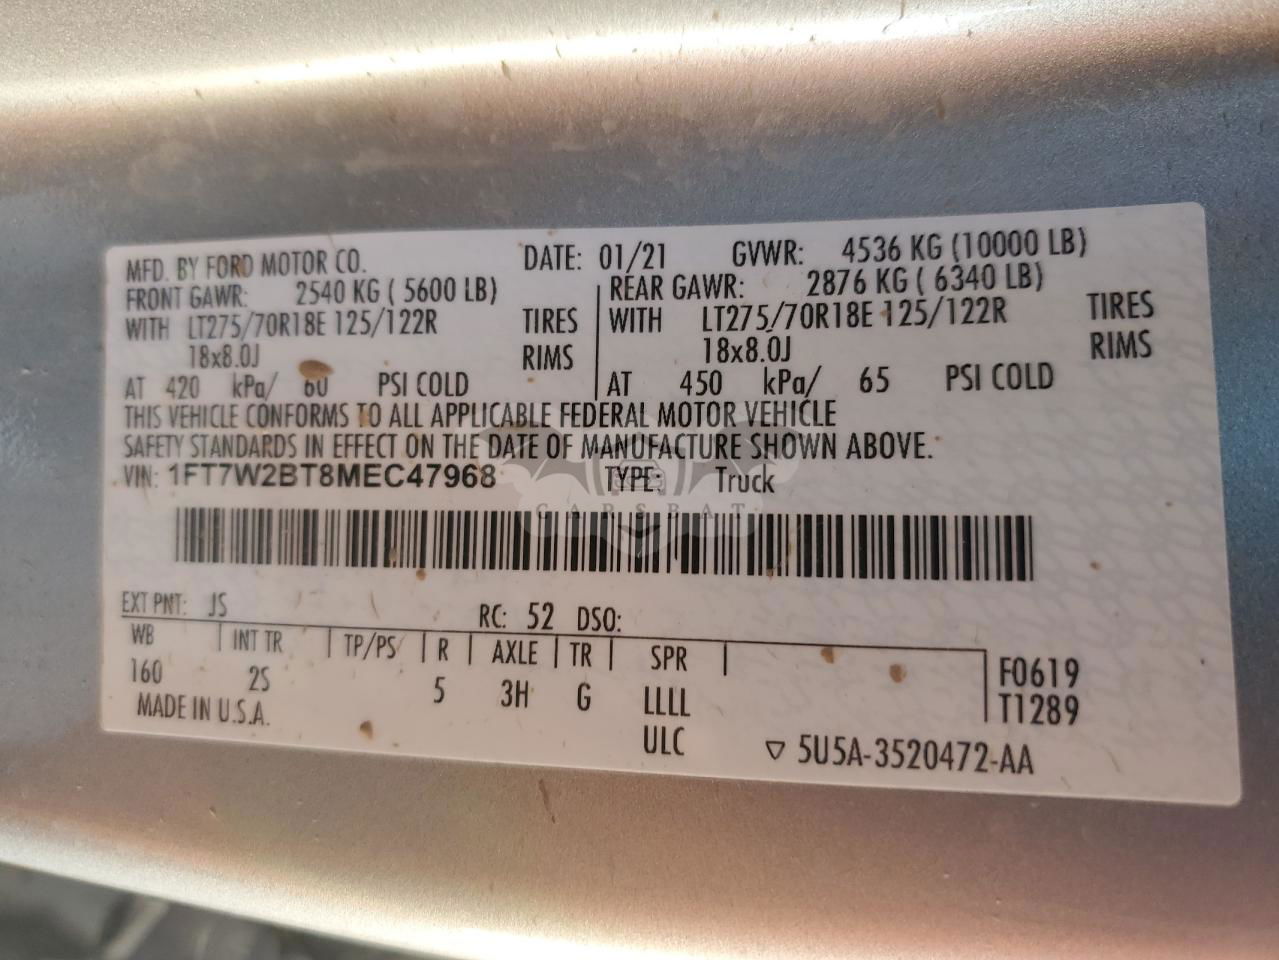 MFD. BY FORD MOTOR CO. DATE: 01/21 GVWR: 4536 KG (10000 LB)
FRONT GAWR: 2540 KG ( 5600 LB) REAR GAWR: 2876 KG ( 6340 LB)
WITH LT275/70R18E 125/122R TIRES WITH LT275/70R18E 125/122R TIRES
18x8.0J RIMS 18x8.0J RIMS
AT 420 kPa/ 60 PSI COLD AT 450 kPa/ 65 PSI COLD
THIS VEHICLE CONFORMS TO ALL APPLICABLE FEDERAL MOTOR VEHICLE
SAFETY STANDARDS IN EFFECT ON THE DATE OF MANUFACTURE SHOWN ABOVE.
VIN: 1FT7W2BT8MEC47968 TYPE: Truck
CARSBAT
EXT PNT: JS RC: 52 DSO:
WB INT TR TP/PS R AXLE TR SPR
160 2S 5 3H G LLLL F0619
MADE IN U.S.A. ULC T1289
▽ 5U5A-3520472-AA